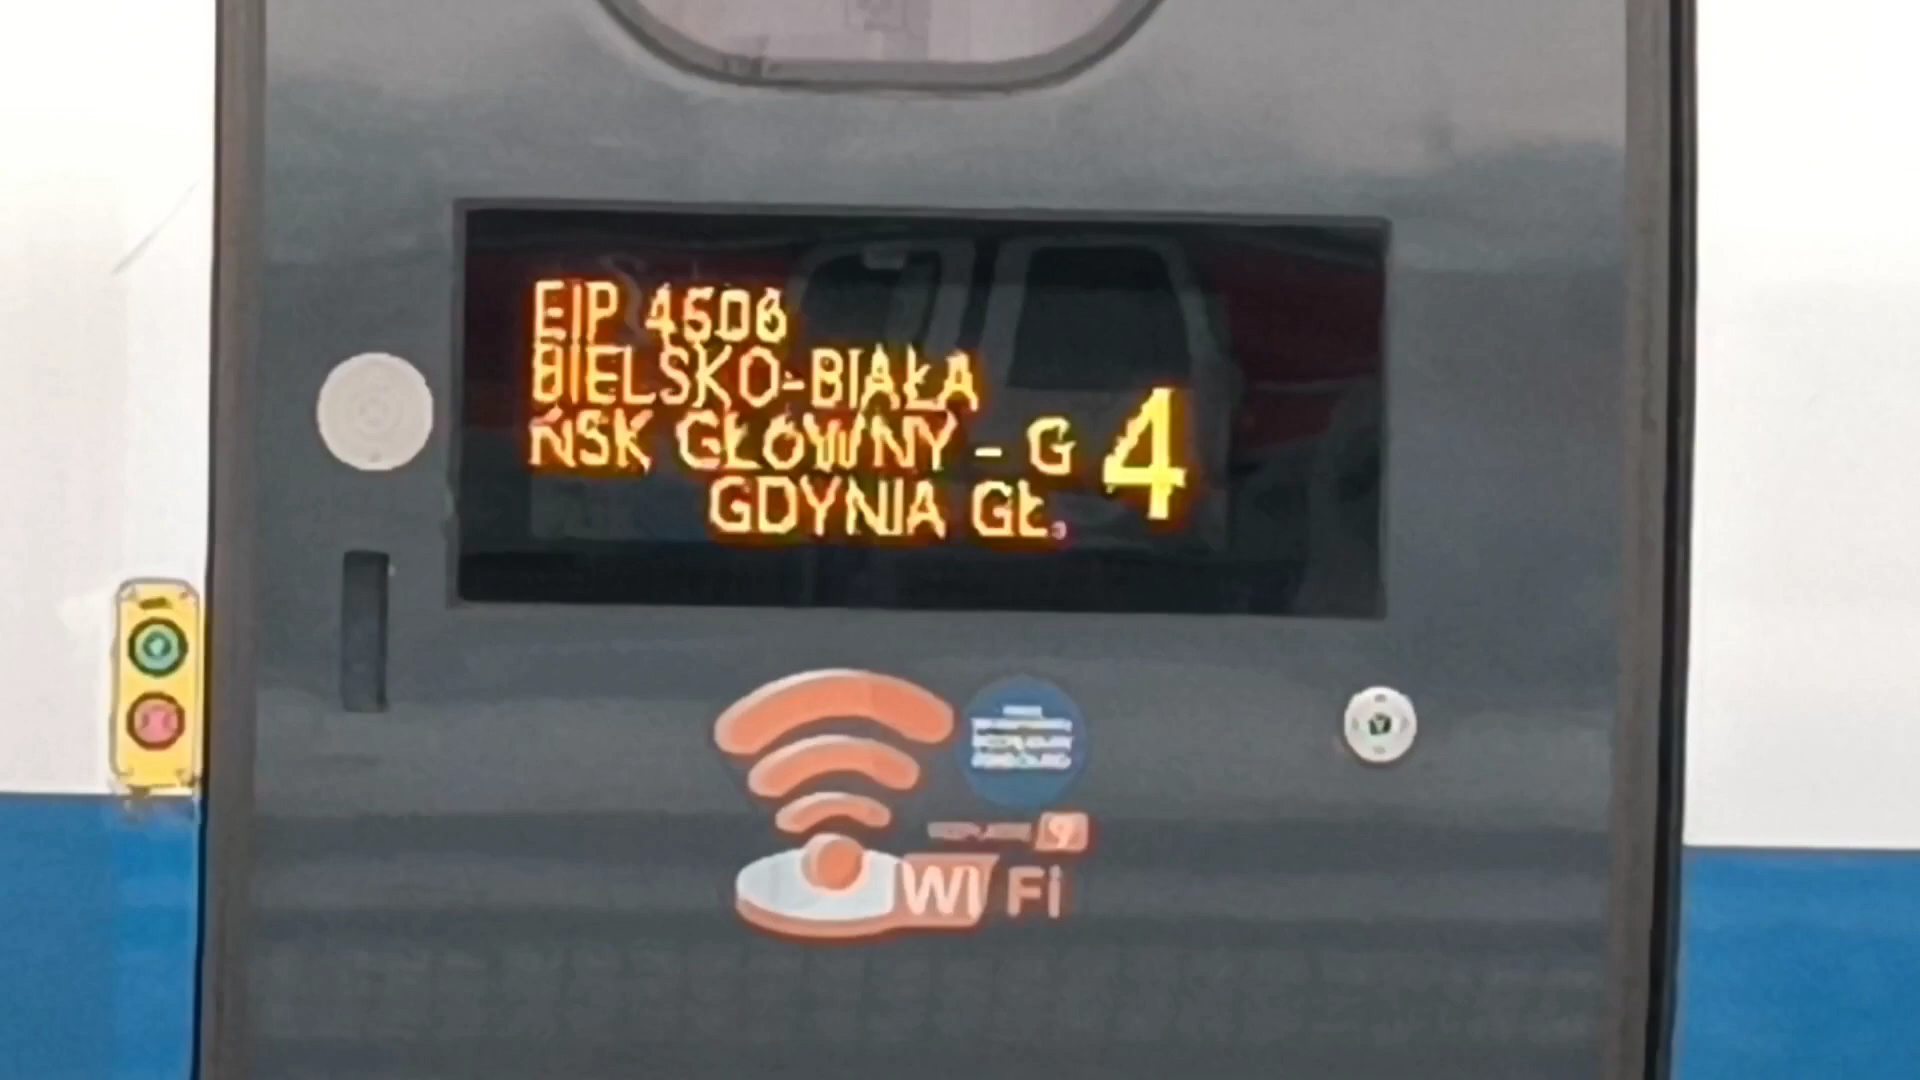 EIP 4506
BIELSKO-BIAŁA
ŃSK GŁÓWNY - G
GDYNIA GŁ.
4
WI Fi